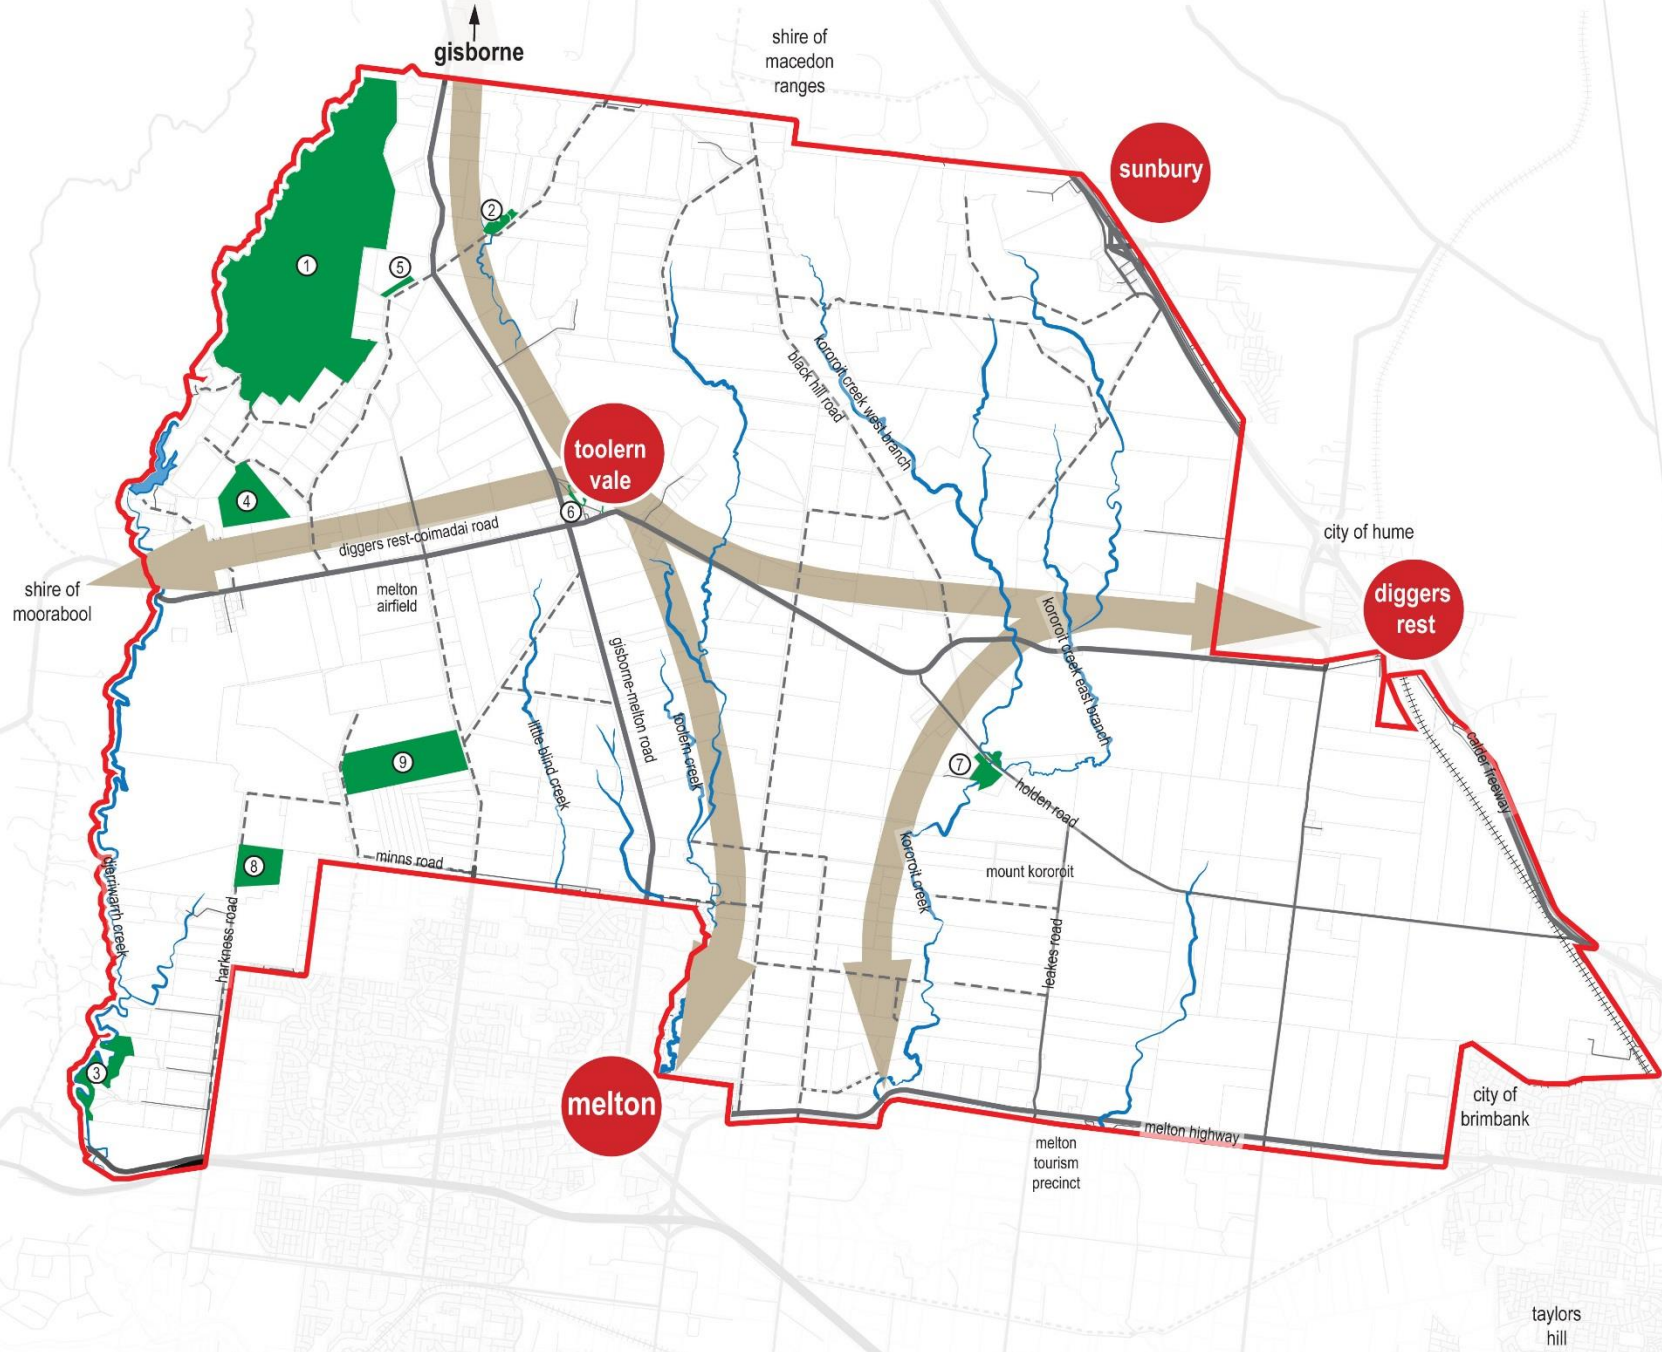 gisborne
shire of
macedon
ranges
sunbury
2
1
5
kororoit creek west branch
black hill road
toolern
vale
4
6
city of hume
diggers rest-coimadai road
shire of
moorabool
melton
airfield
diggers
rest
kororoit creek east branch
gisborne-melton road
toolern creek
little blind creek
9
7
holden road
calder freeway
minns road
8
mount kororoit
kororoit creek
djerriwarrh creek
harkness road
leakes road
3
melton
city of
brimbank
melton highway
melton
tourism
precinct
taylors
hill